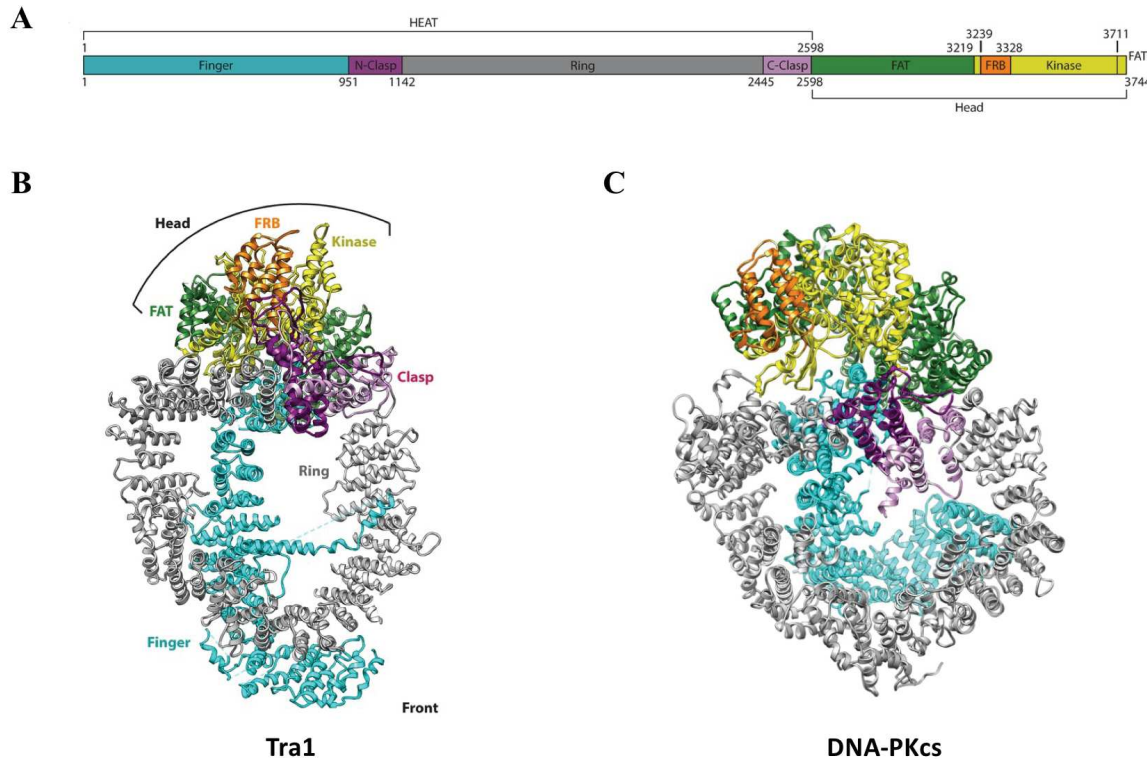 A
HEAT
1 2598 3219 3239 3328 3711 FAT
Finger N-Clasp Ring C-Clasp FAT FRB Kinase
1 951 1142 2445 2598 3744
Head
B
C
Head
FRB
Kinase
FAT
Clasp
Ring
Finger
Front
Tra1
DNA-PKcs